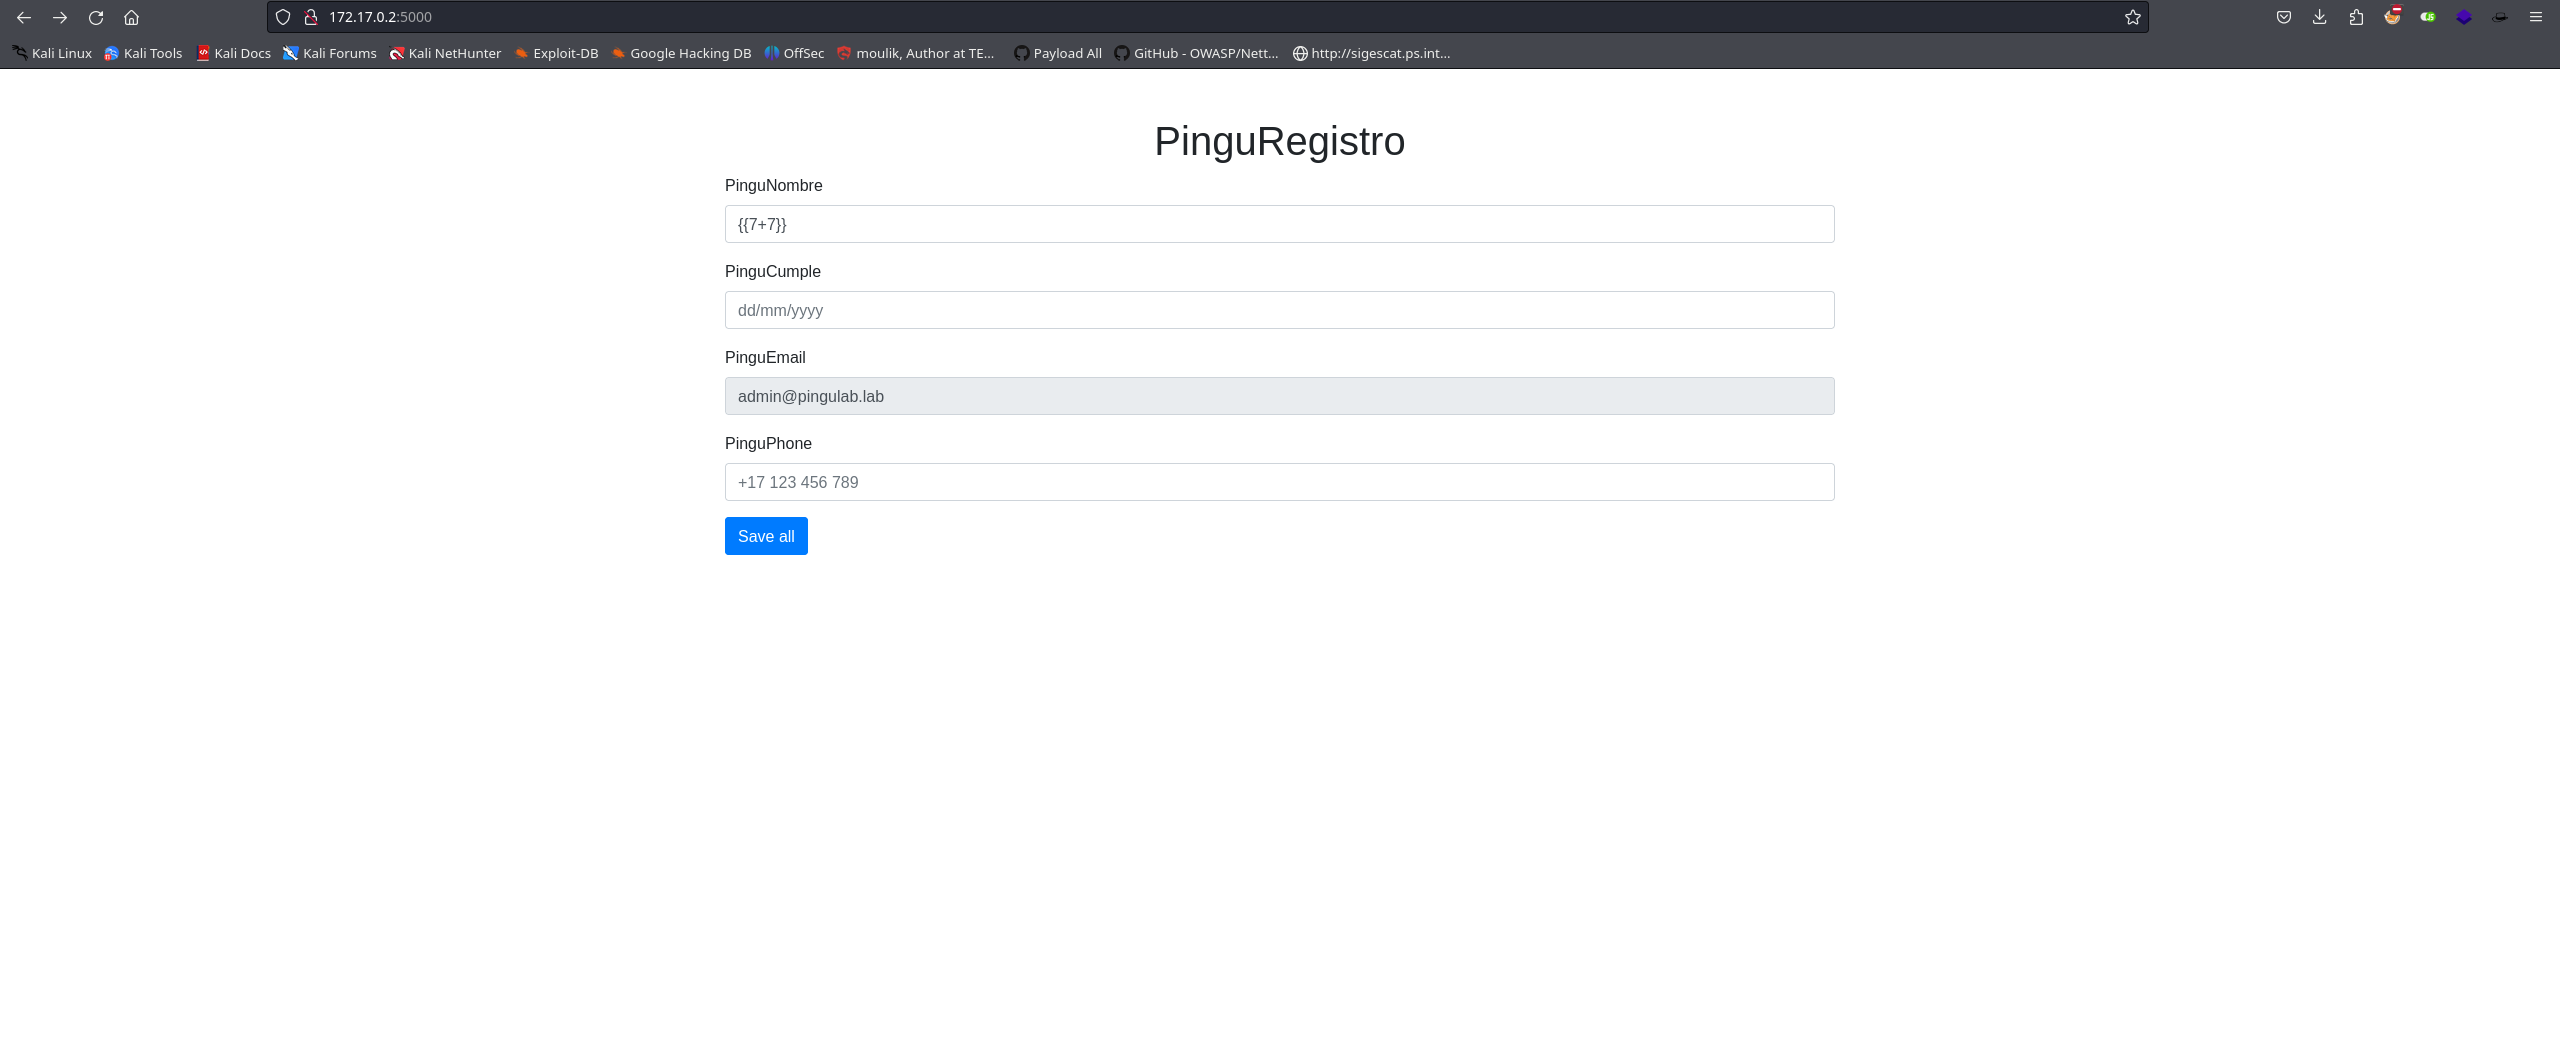 172.17.0.2:5000
Kali Linux Kali Tools Kali Docs Kali Forums Kali NetHunter Exploit-DB Google Hacking DB OffSec moulik, Author at TE... Payload All GitHub - OWASP/Nett... http://sigescat.ps.int...
PinguRegistro
PinguNombre
{{7+7}}
PinguCumple
dd/mm/yyyy
PinguEmail
admin@pingulab.lab
PinguPhone
+17 123 456 789
Save all